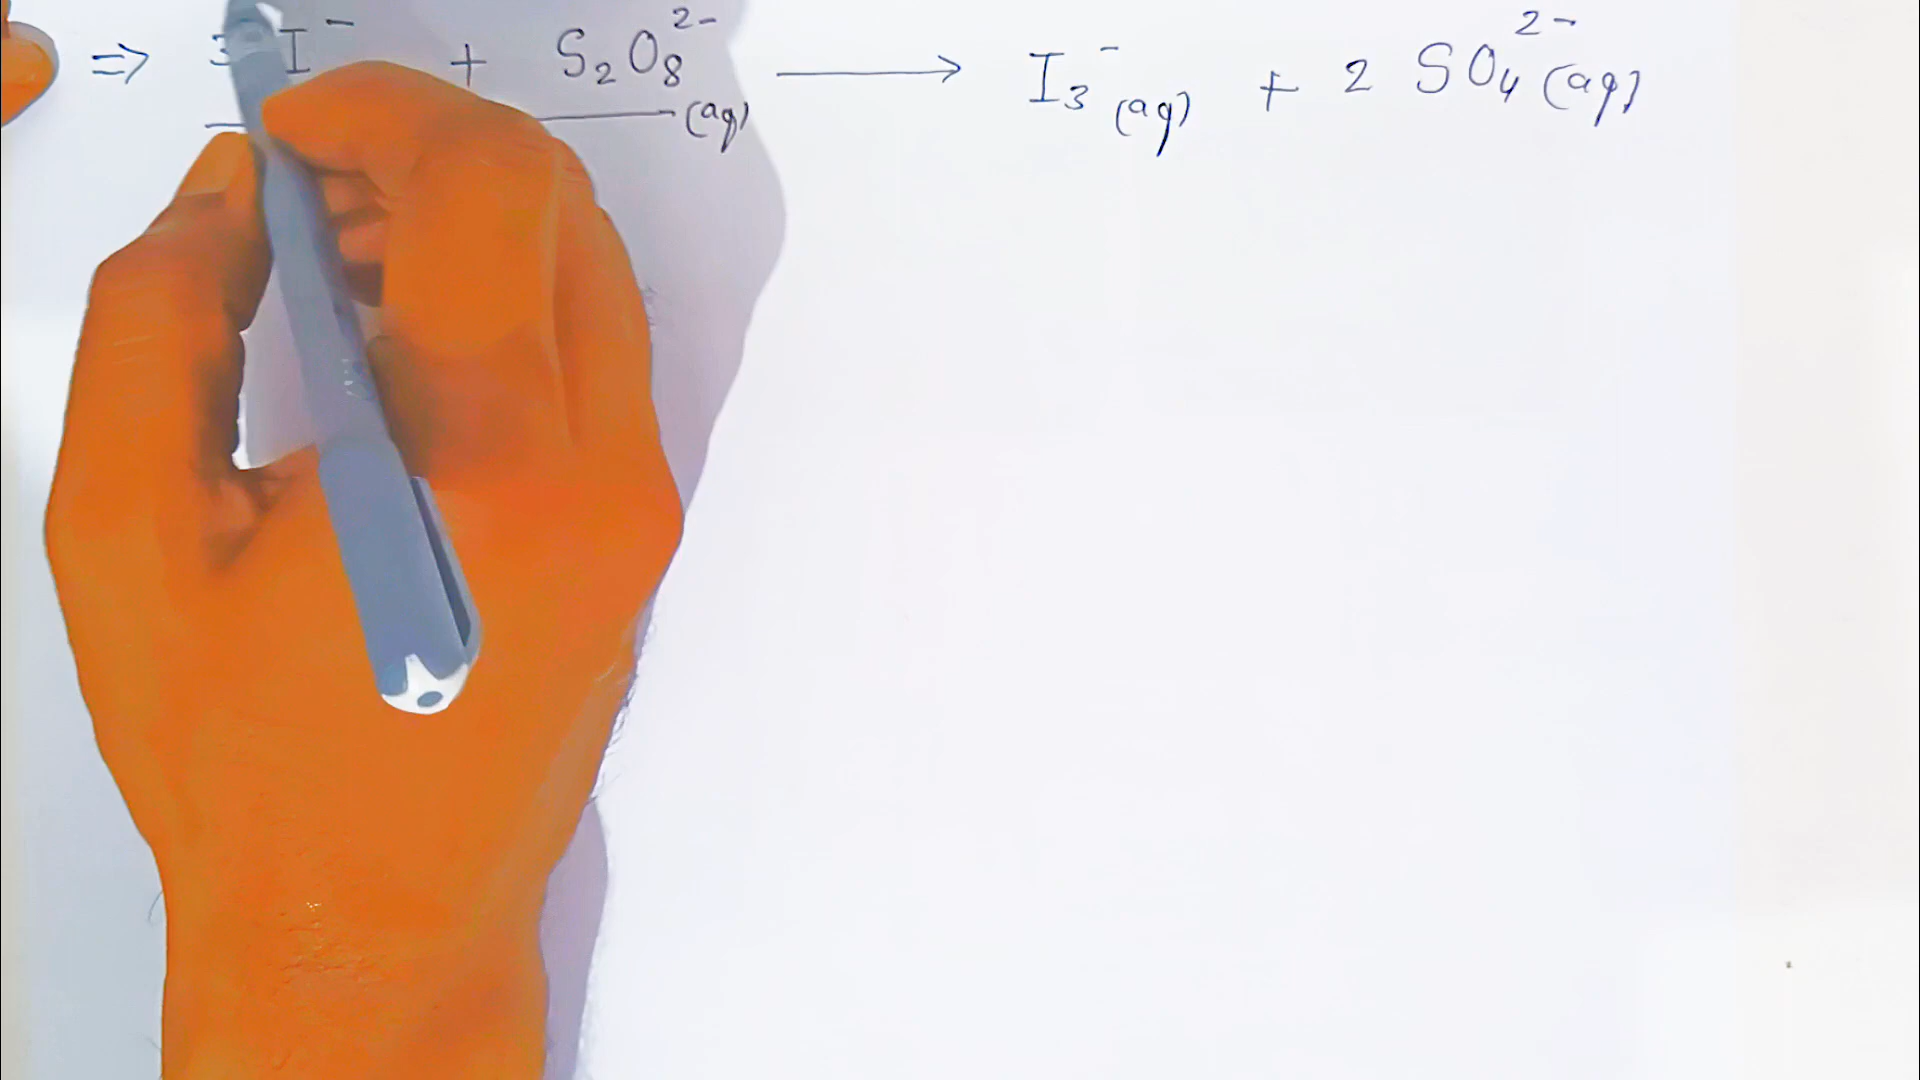 ⇒ 3 I⁻ + S₂O₈²⁻ (aq) ⟶ I₃⁻ (aq) + 2 SO₄²⁻ (aq)